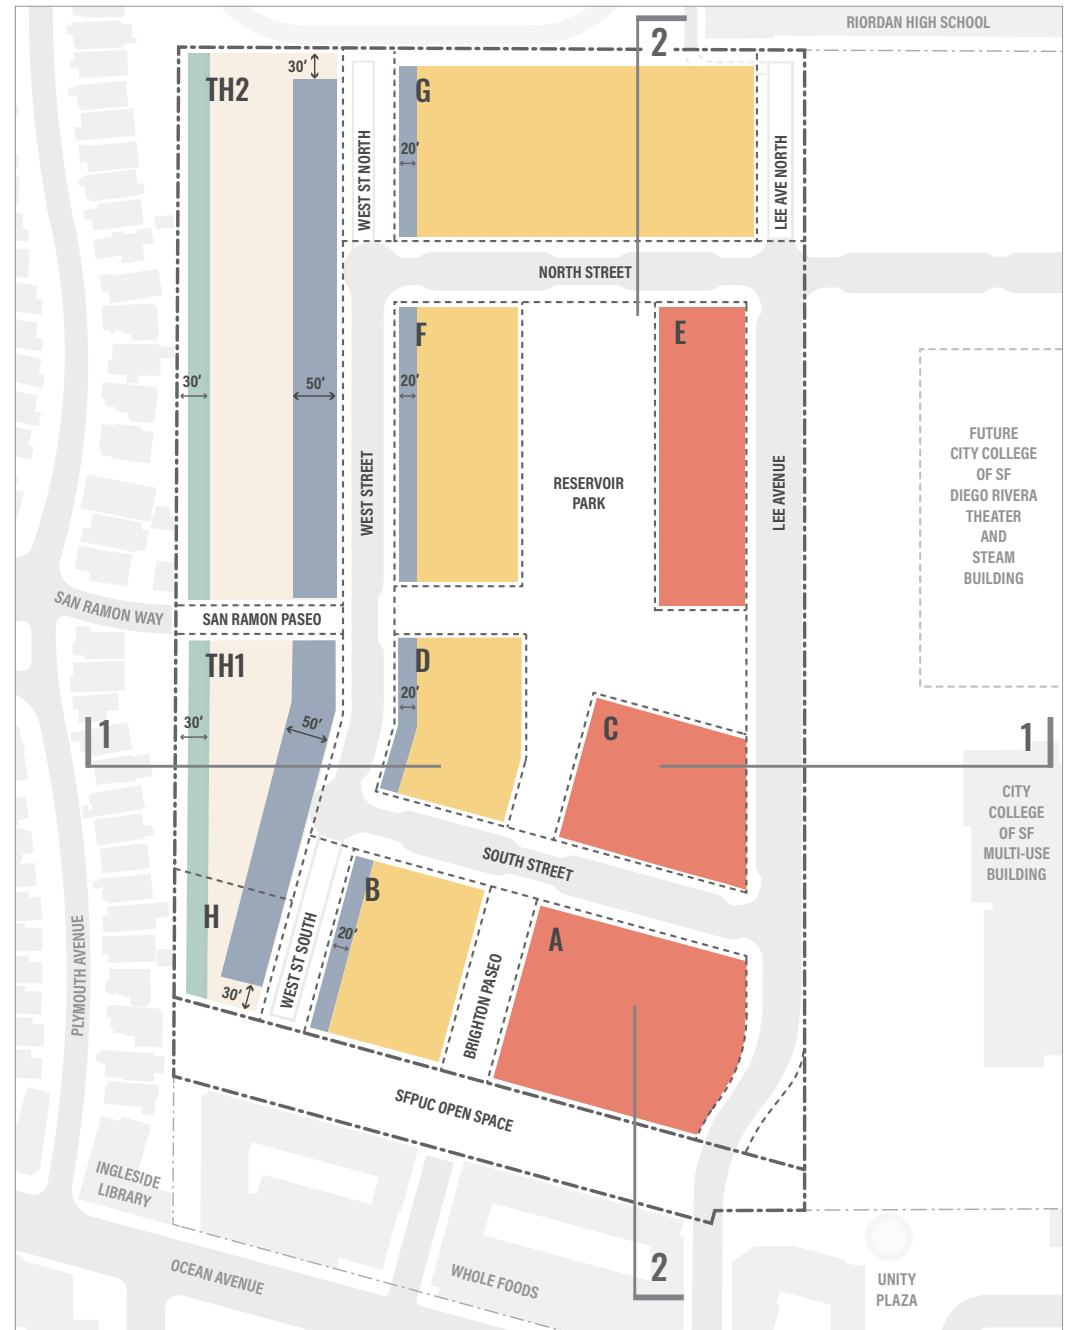 RIORDAN HIGH SCHOOL
2
30'
TH2
G
20'
WEST ST NORTH
LEE AVE NORTH
NORTH STREET
F
E
30'
50'
20'
WEST STREET
RESERVOIR
PARK
LEE AVENUE
FUTURE
CITY COLLEGE
OF SF
DIEGO RIVERA
THEATER
AND
STEAM
BUILDING
SAN RAMON WAY
SAN RAMON PASEO
TH1
D
20'
30'
50'
C
1
1
CITY
COLLEGE
OF SF
MULTI-USE
BUILDING
SOUTH STREET
B
H
A
20'
WEST ST SOUTH
BRIGHTON PASEO
PLYMOUTH AVENUE
30'
SFPUC OPEN SPACE
INGLESIDE
LIBRARY
OCEAN AVENUE
WHOLE FOODS
2
UNITY
PLAZA